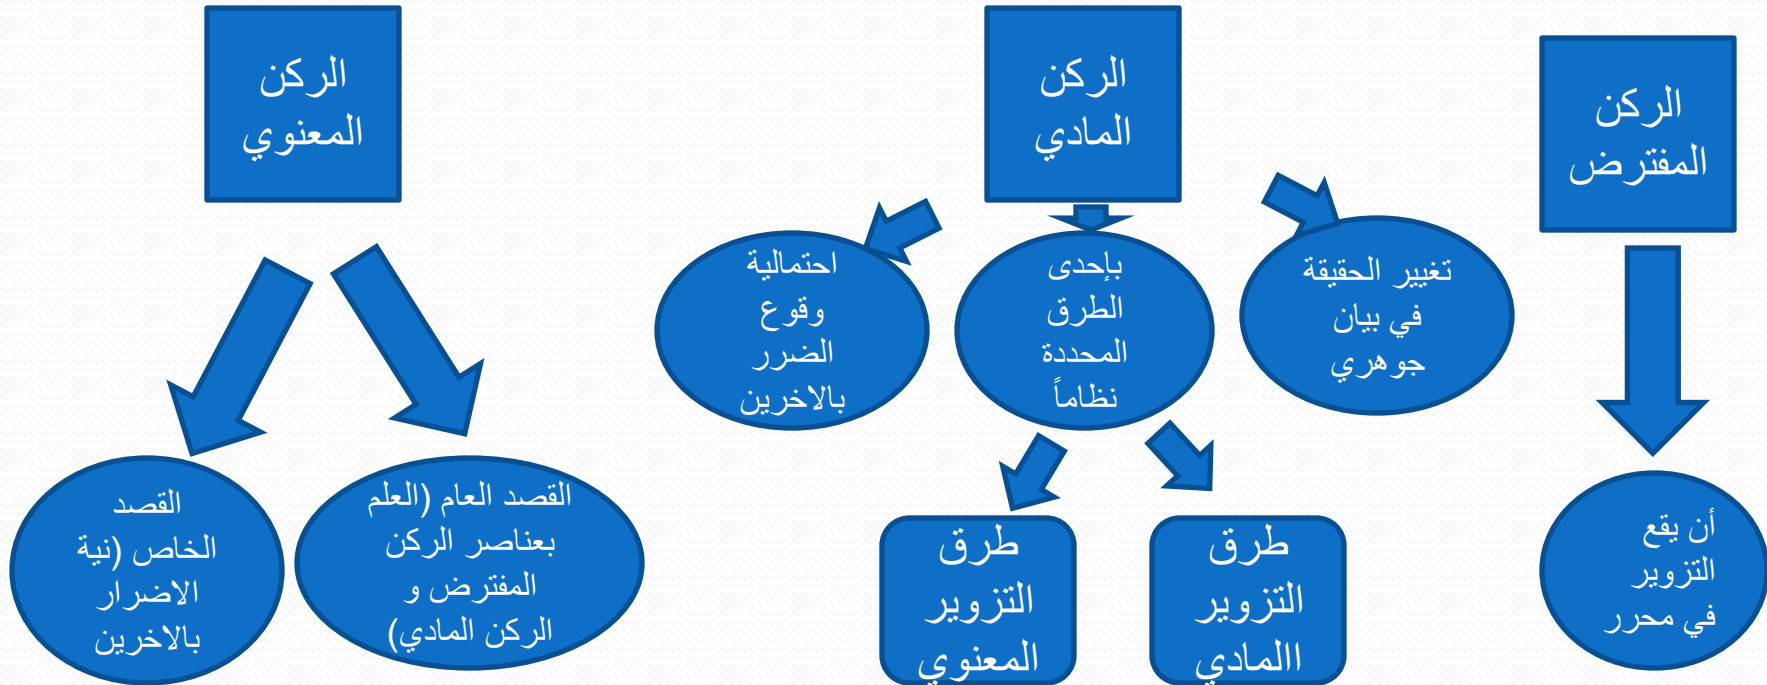 الركن
المفترض
أن يقع
التزوير
في محرر
الركن
المادي
تغيير الحقيقة
في بيان
جوهري
بإحدى
الطرق
المحددة
نظاماً
احتمالية
وقوع
الضرر
بالاخرين
طرق
التزوير
االمادي
طرق
التزوير
المعنوي
الركن
المعنوي
القصد العام (العلم
بعناصر الركن
المفترض و
الركن المادي)
القصد
الخاص (نية
الاضرار
بالاخرين